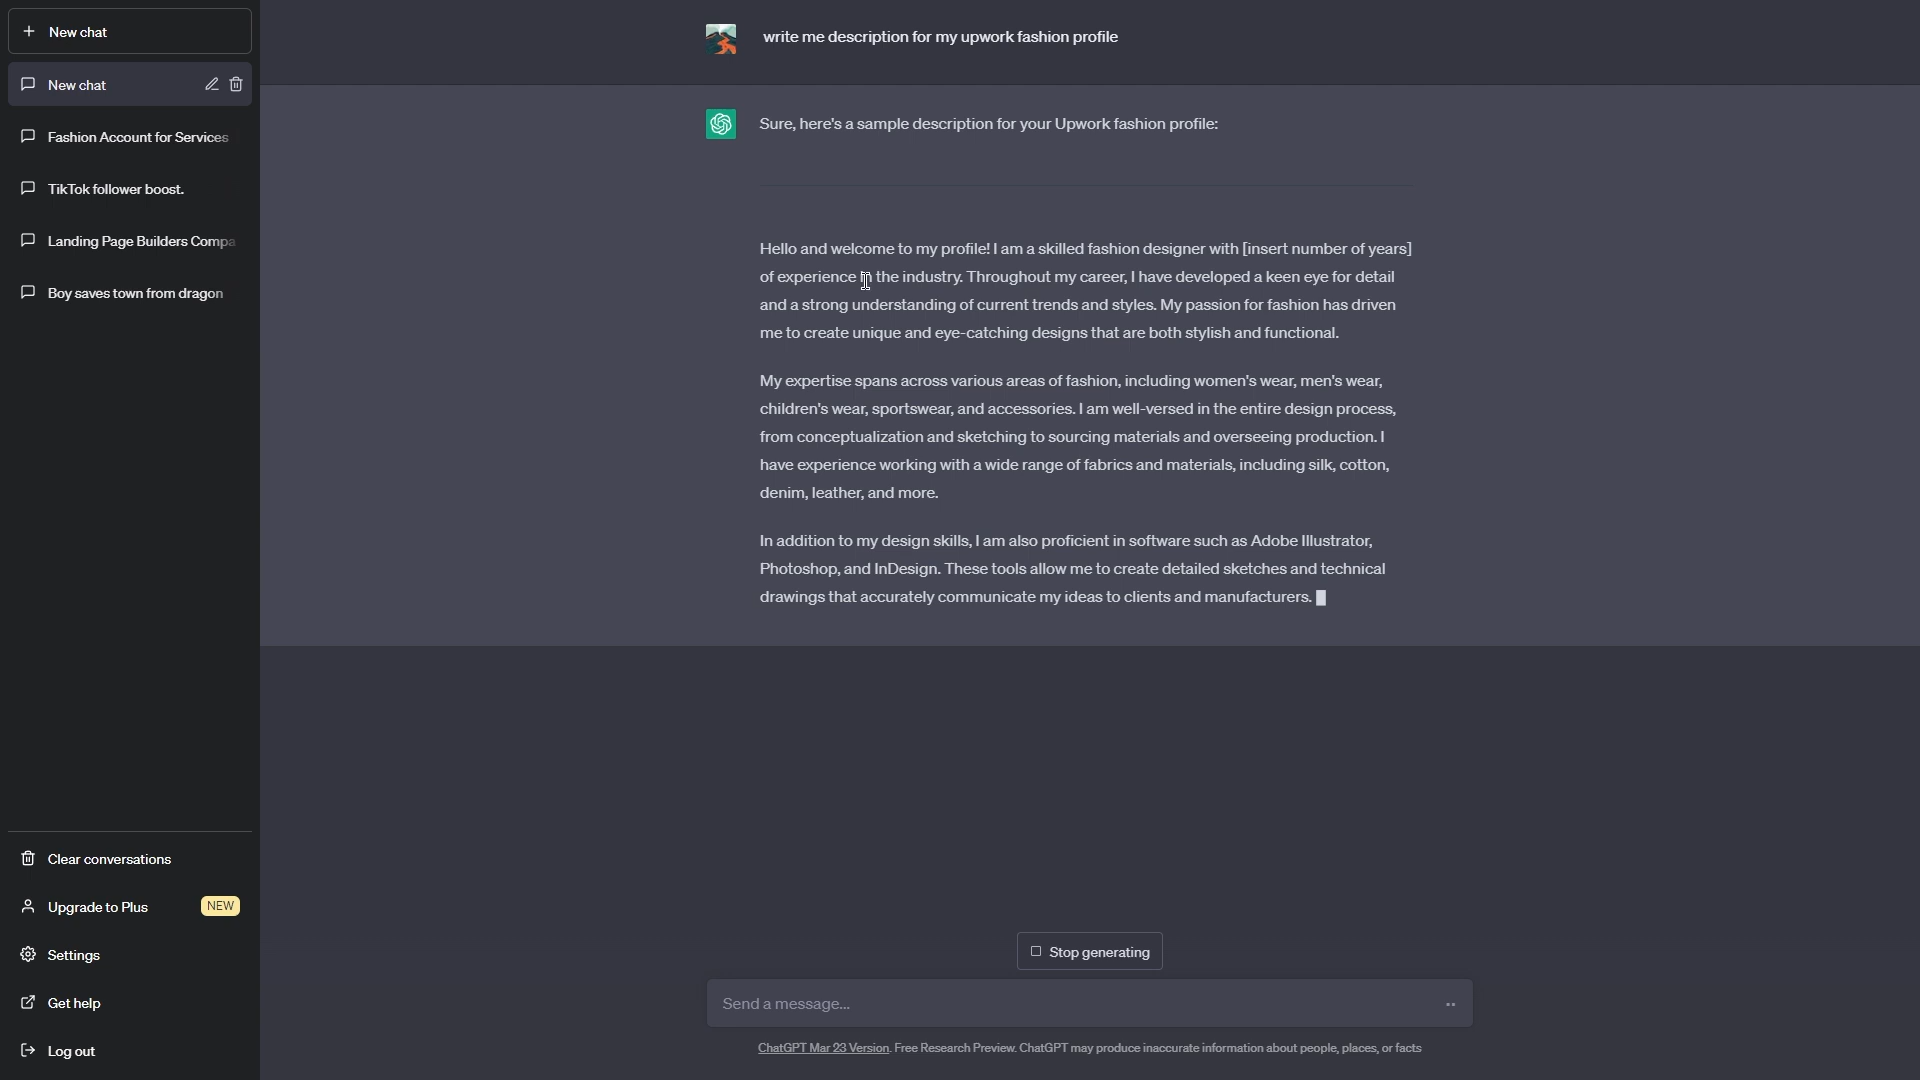 New chat
New chat
Fashion Account for Services
TikTok follower boost.
Landing Page Builders Compa
Boy saves town from dragon
Clear conversations
Upgrade to Plus NEW
Settings
Get help
Log out
write me description for my upwork fashion profile
Sure, here's a sample description for your Upwork fashion profile:
Hello and welcome to my profile! I am a skilled fashion designer with [insert number of years]
of experience in the industry. Throughout my career, I have developed a keen eye for detail
and a strong understanding of current trends and styles. My passion for fashion has driven
me to create unique and eye-catching designs that are both stylish and functional.
My expertise spans across various areas of fashion, including women's wear, men's wear,
children's wear, sportswear, and accessories. I am well-versed in the entire design process,
from conceptualization and sketching to sourcing materials and overseeing production. I
have experience working with a wide range of fabrics and materials, including silk, cotton,
denim, leather, and more.
In addition to my design skills, I am also proficient in software such as Adobe Illustrator,
Photoshop, and InDesign. These tools allow me to create detailed sketches and technical
drawings that accurately communicate my ideas to clients and manufacturers.
Stop generating
Send a message...
ChatGPT Mar 23 Version. Free Research Preview. ChatGPT may produce inaccurate information about people, places, or facts